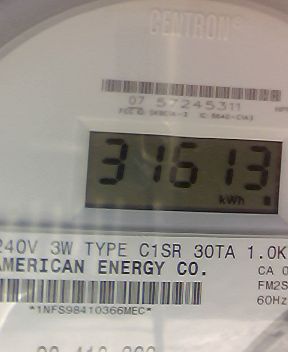 CENTRON®
07 57245311
31613
kWh
240V 3W TYPE C1SR 30TA 1.0K
AMERICAN ENERGY CO.
CA 0
FM2S
60Hz
*1NFS98410366MEC*